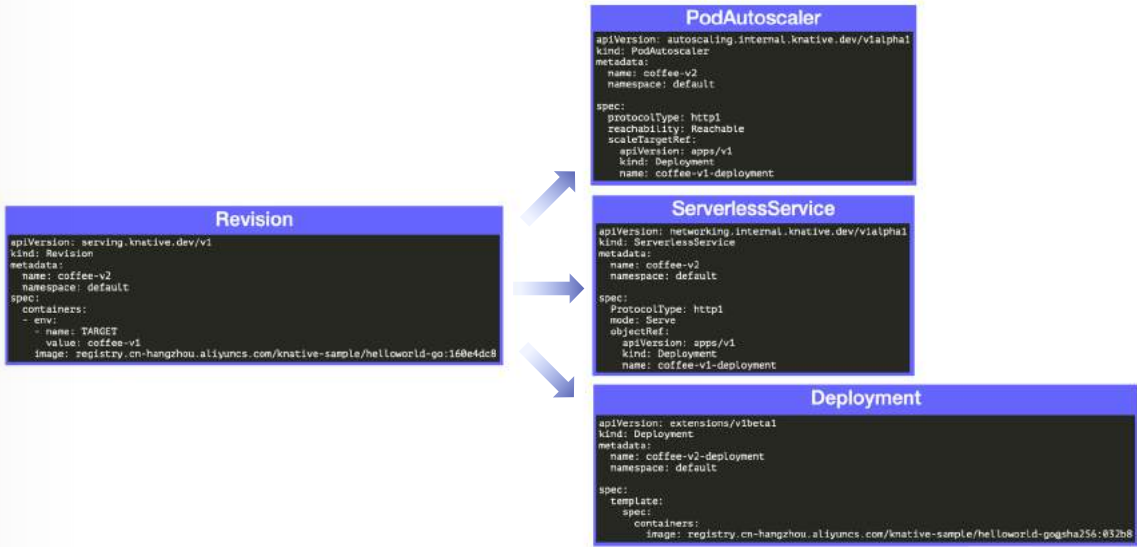 PodAutoscaler
apiVersion: autoscaling.internal.knative.dev/v1alpha1
kind: PodAutoscaler
metadata:
  name: coffee-v2
  namespace: default
spec:
  protocolType: http1
  reachability: Reachable
  scaleTargetRef:
    apiVersion: apps/v1
    kind: Deployment
    name: coffee-v1-deployment
Revision
apiVersion: serving.knative.dev/v1
kind: Revision
metadata:
  name: coffee-v2
  namespace: default
spec:
  containers:
  - env:
    - name: TARGET
      value: coffee-v1
    image: registry.cn-hangzhou.aliyuncs.com/knative-sample/helloworld-go:160e4dc8
ServerlessService
apiVersion: networking.internal.knative.dev/v1alpha1
kind: ServerlessService
metadata:
  name: coffee-v2
  namespace: default
spec:
  ProtocolType: http1
  mode: Serve
  objectRef:
    apiVersion: apps/v1
    kind: Deployment
    name: coffee-v1-deployment
Deployment
apiVersion: extensions/v1beta1
kind: Deployment
metadata:
  name: coffee-v2-deployment
  namespace: default
spec:
  template:
    spec:
      containers:
        image: registry.cn-hangzhou.aliyuncs.com/knative-sample/helloworld-go@sha256:032b8